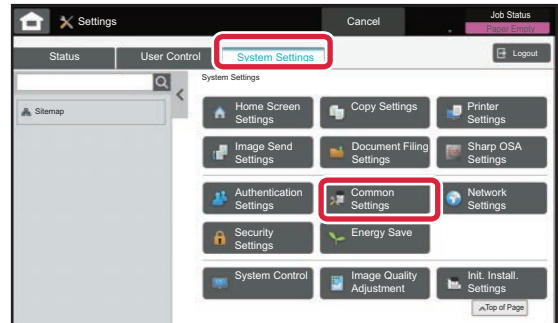 Settings
Cancel
Job Status
Paper Empty
Status
User Control
System Settings
Logout
System Settings
Sitemap
Home Screen
Settings
Copy Settings
Printer
Settings
Image Send
Settings
Document Filing
Settings
Sharp OSA
Settings
Authentication
Settings
Common
Settings
Network
Settings
Security
Settings
Energy Save
System Control
Image Quality
Adjustment
Init. Install.
Settings
Top of Page